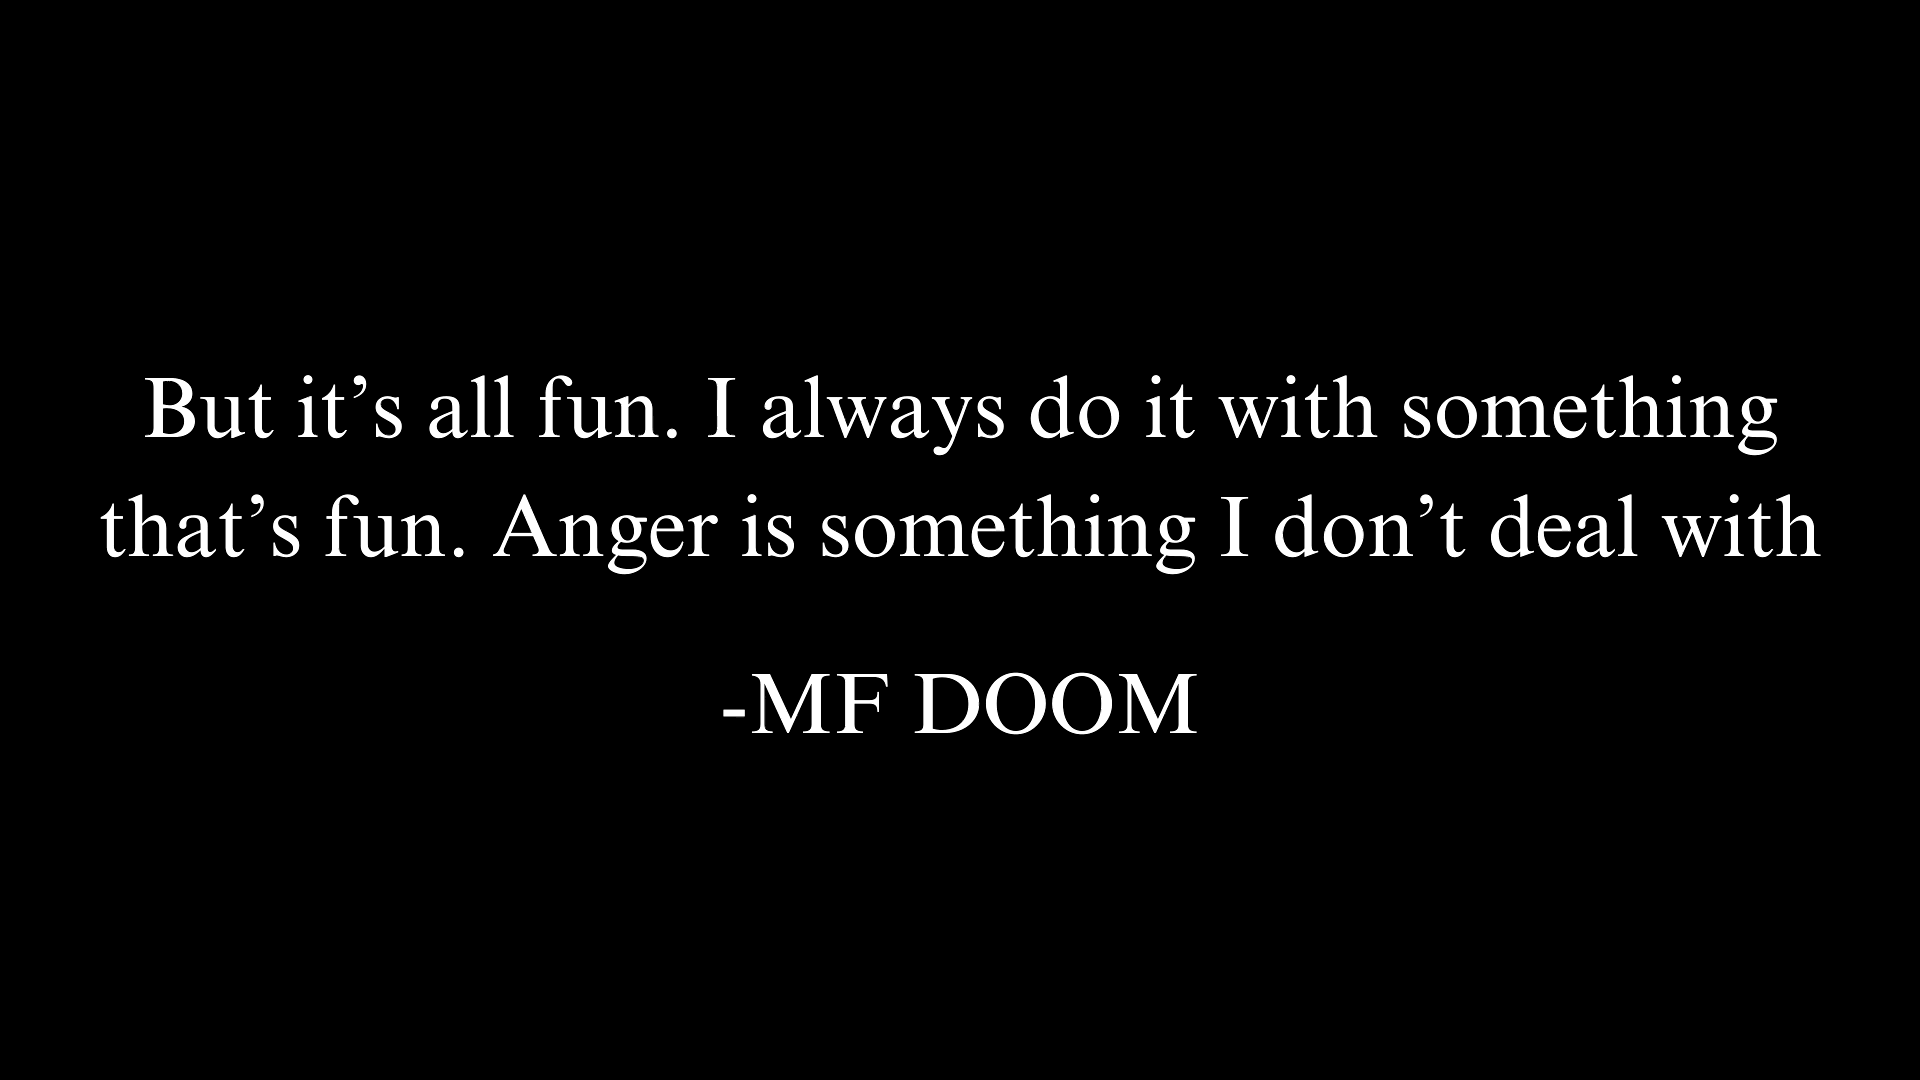 But it’s all fun. I always do it with something
that’s fun. Anger is something I don’t deal with
-MF DOOM